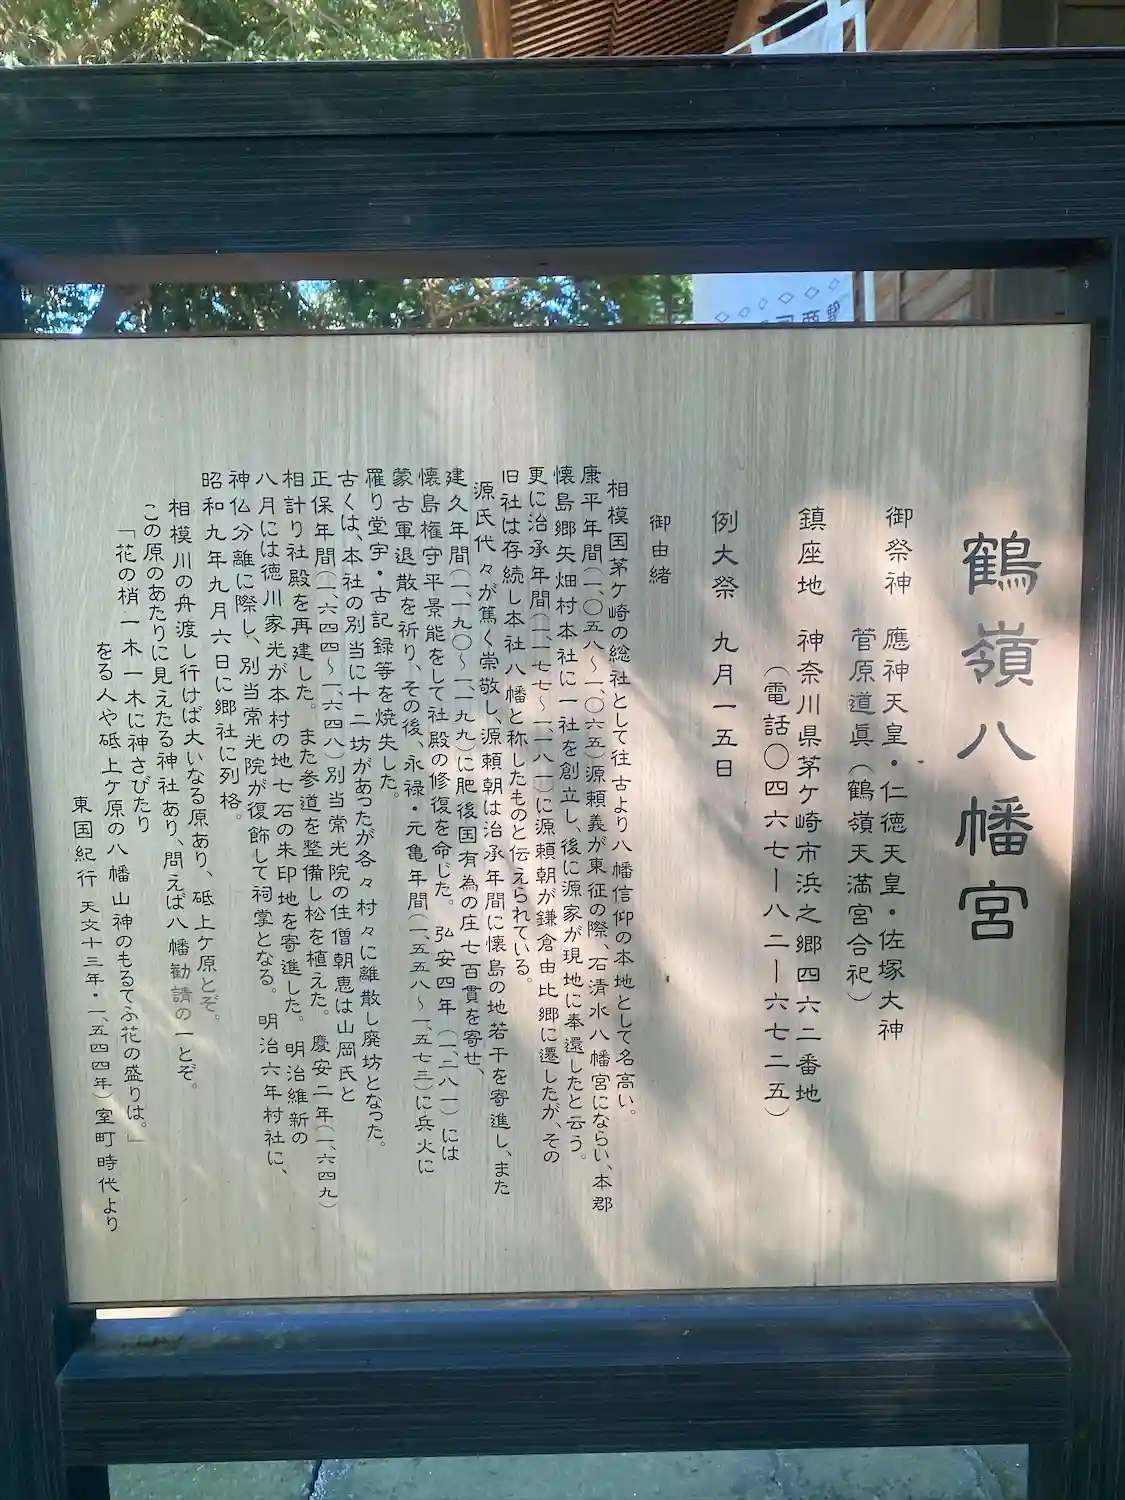 鶴嶺八幡宮
御祭神 應神天皇・仁徳天皇・佐塚大神
菅原道眞（鶴嶺天満宮合祀）
鎮座地 神奈川県茅ケ崎市浜之郷四六二番地
（電話〇四六七ー八二ー六七二五）
例大祭 九月一五日
御由緒
相模国茅ケ崎の総社として往古より八幡信仰の本地として名高い。
康平年間（一、〇五八～一、〇六五）源頼義が東征の際、石清水八幡宮にならい、本郡
懐島郷矢畑村本社に一社を創立し、後に源家が現地に奉還したと云う。
更に治承年間（一、一七七～一、一八一）に源頼朝が鎌倉由比郷に遷したが、その
旧社は存続し本社八幡と称したものと伝えられている。
源氏代々が篤く崇敬し、源頼朝は治承年間に懐島の地若干を寄進し、また
建久年間（一、一九〇～一、一九九）に肥後国有為の庄七百貫を寄せ、
懐島権守平景能をして社殿の修復を命じた。弘安四年（一、二八一）には
蒙古軍退散を祈り、その後、永禄・元亀年間（一、五五八～一、五七三）に兵火に
罹り堂宇・古記録等を焼失した。
古くは、本社の別当に十二坊があったが各々村々に離散し廃坊となった。
正保年間（一、六四四～一、六四八）別当常光院の住僧朝恵は山岡氏と
相計り社殿を再建した。また参道を整備し松を植えた。慶安二年（一、六四九）
八月には徳川家光が本村の地七石の朱印地を寄進した。明治維新の
神仏分離に際し、別当常光院が復飾して祠掌となる。明治六年村社に、
昭和九年九月六日に郷社に列格。
相模川の舟渡し行けば大いなる原あり、砥上ケ原とぞ。
この原のあたりに見えたる神社あり、問えば八幡勧請の一とぞ。
「花の梢一木一木に神さびたり
をる人や砥上ケ原の八幡山神のもるてふ花の盛りは。」
東国紀行 天文十三年・一、五四四年）室町時代より